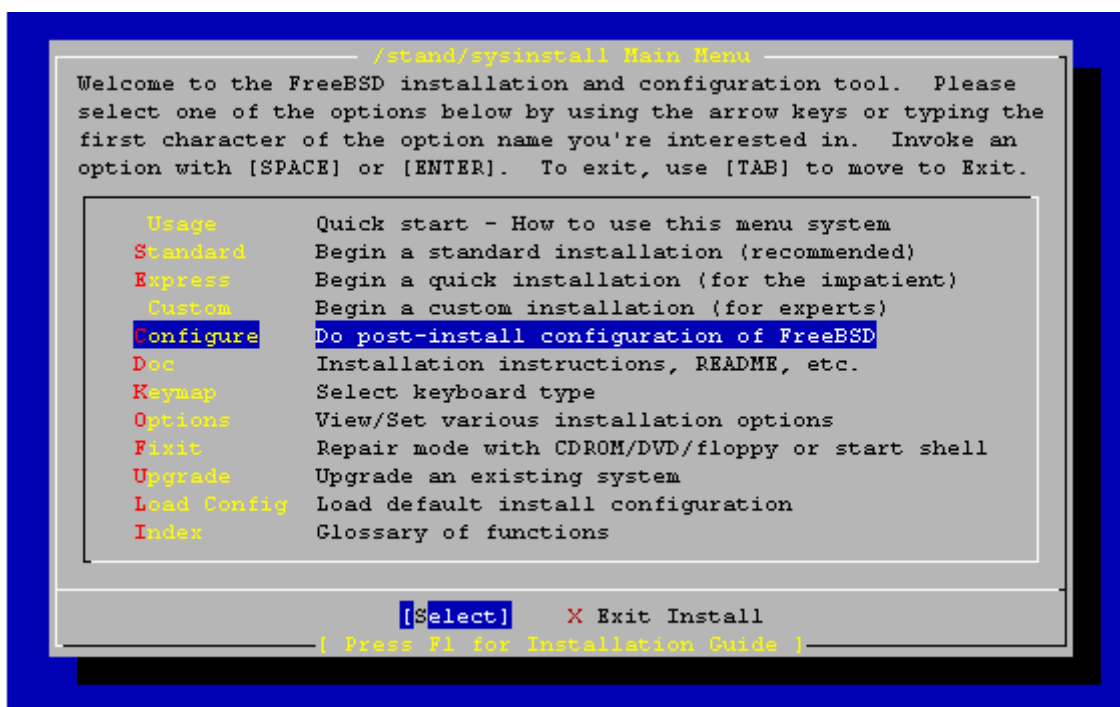 /stand/sysinstall Main Menu
Welcome to the FreeBSD installation and configuration tool.  Please
select one of the options below by using the arrow keys or typing the
first character of the option name you're interested in.  Invoke an
option with [SPACE] or [ENTER].  To exit, use [TAB] to move to Exit.
Usage Quick start - How to use this menu system
Standard Begin a standard installation (recommended)
Express Begin a quick installation (for the impatient)
Custom Begin a custom installation (for experts)
Configure Do post-install configuration of FreeBSD
Doc Installation instructions, README, etc.
Keymap Select keyboard type
Options View/Set various installation options
Fixit Repair mode with CDROM/DVD/floppy or start shell
Upgrade Upgrade an existing system
Load Config Load default install configuration
Index Glossary of functions
[Select] X Exit Install
[ Press F1 for Installation Guide ]